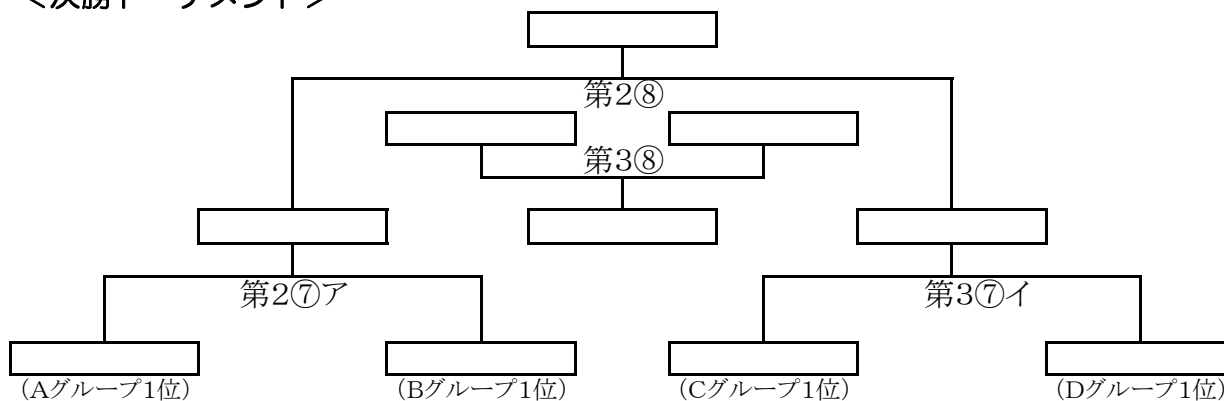 ＜決勝トーナメント＞
第2⑧
第3⑧
第2⑦ア
第3⑦イ
(Aグループ1位)
(Bグループ1位)
(Cグループ1位)
(Dグループ1位)